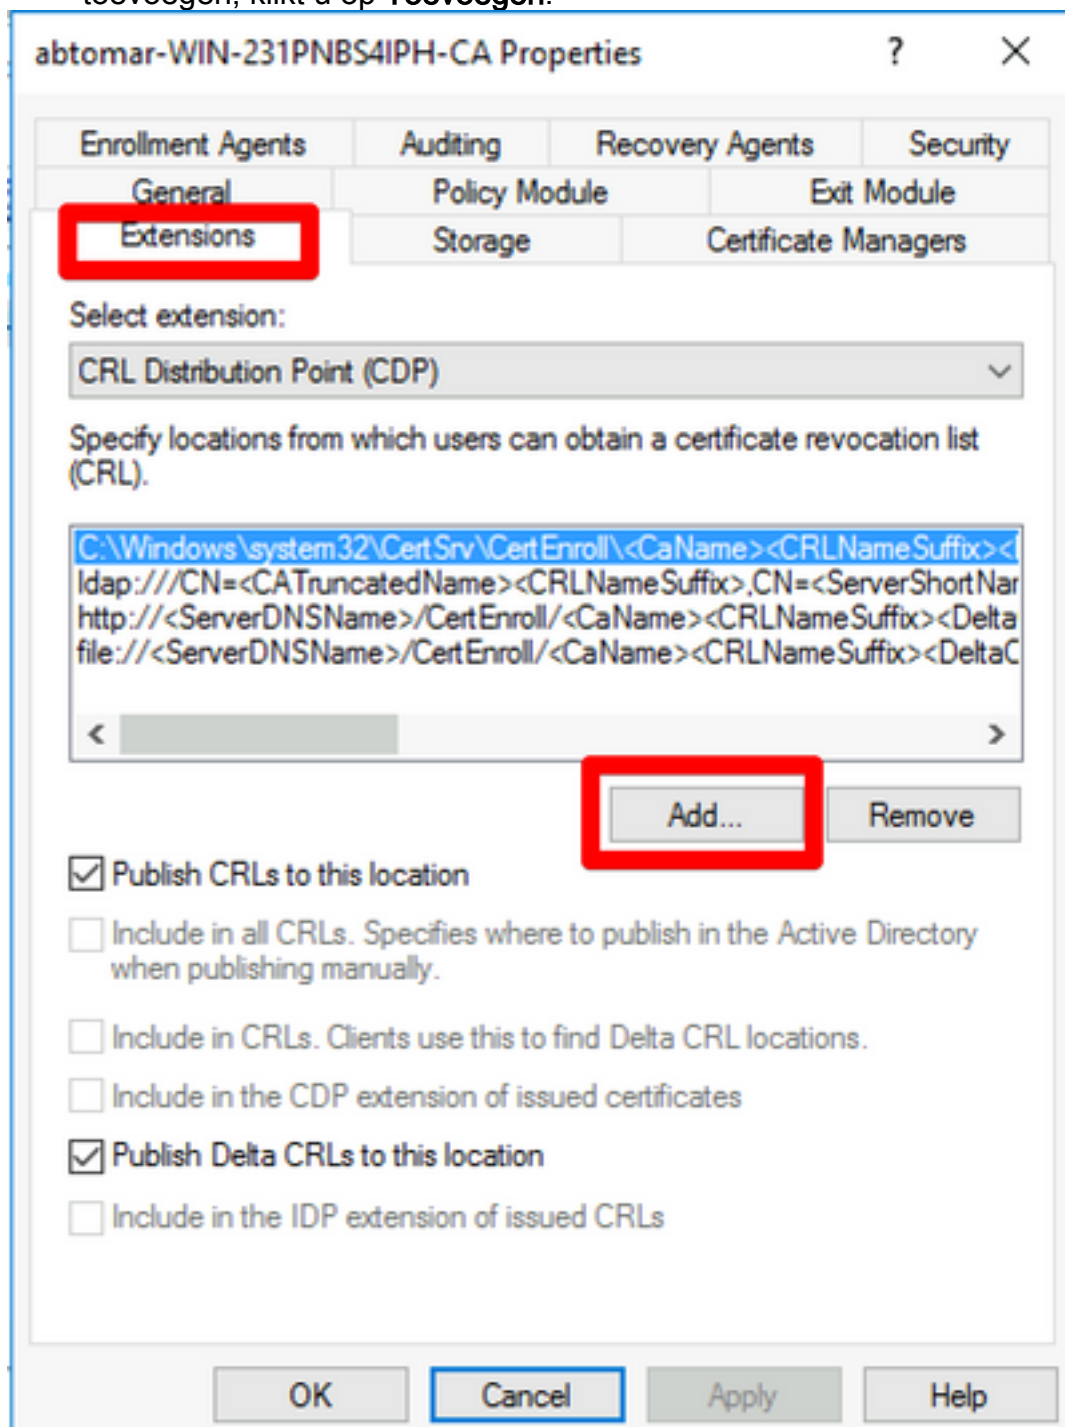 toevoegen, klikt u op Toevoegen.
abtomar-WIN-231PNBS4IPH-CA Properties ? ×
Enrollment Agents Auditing Recovery Agents Security
General Policy Module Exit Module
Extensions Storage Certificate Managers
Select extension:
CRL Distribution Point (CDP)
Specify locations from which users can obtain a certificate revocation list
(CRL).
C:\Windows\system32\CertSrv\CertEnroll\<CaName><CRLNameSuffix><
ldap:///CN=<CATruncatedName><CRLNameSuffix>,CN=<ServerShortNar
http://<ServerDNSName>/CertEnroll/<CaName><CRLNameSuffix><Delta
file://<ServerDNSName>/CertEnroll/<CaName><CRLNameSuffix><DeltaC
Add... Remove
Publish CRLs to this location
Include in all CRLs. Specifies where to publish in the Active Directory
when publishing manually.
Include in CRLs. Clients use this to find Delta CRL locations.
Include in the CDP extension of issued certificates
Publish Delta CRLs to this location
Include in the IDP extension of issued CRLs
OK Cancel Apply Help